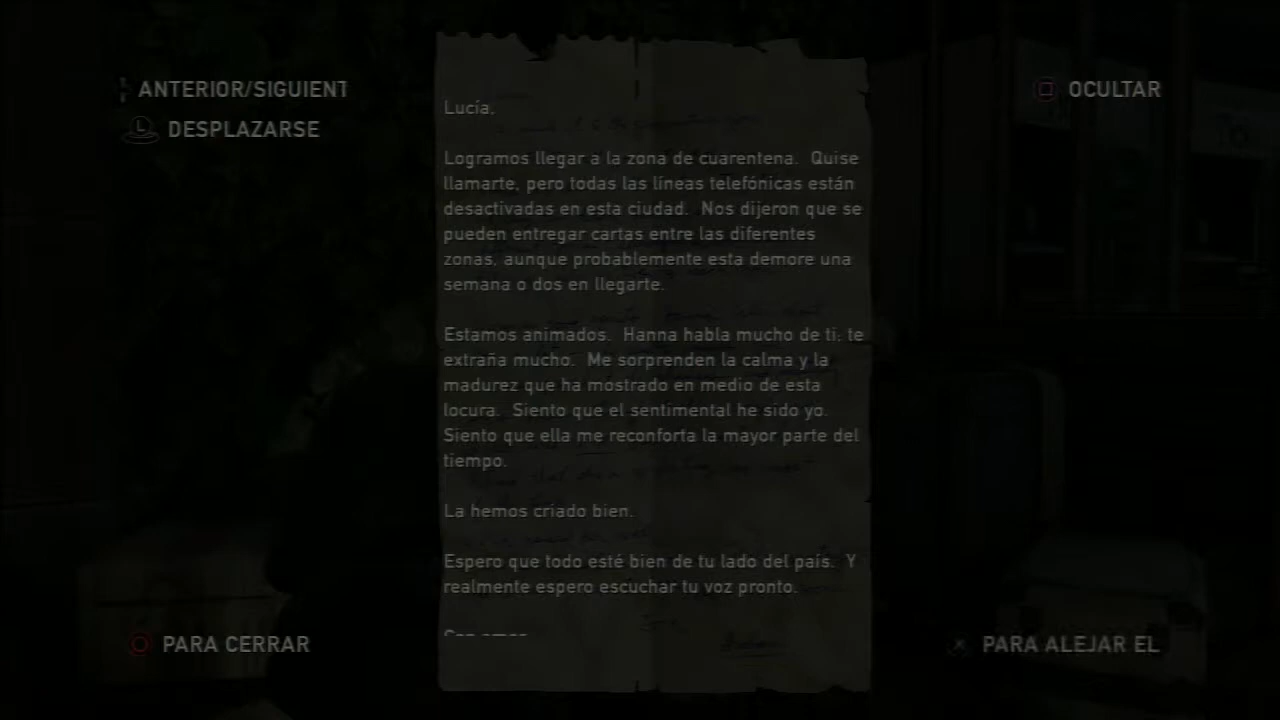 ANTERIOR/SIGUIENT
DESPLAZARSE
OCULTAR
Lucía,
Logramos llegar a la zona de cuarentena. Quise
llamarte, pero todas las líneas telefónicas están
desactivadas en esta ciudad. Nos dijeron que se
pueden entregar cartas entre las diferentes
zonas, aunque probablemente esta demore una
semana o dos en llegarte.
Estamos animados. Hanna habla mucho de ti; te
extraña mucho. Me sorprenden la calma y la
madurez que ha mostrado en medio de esta
locura. Siento que el sentimental he sido yo.
Siento que ella me reconforta la mayor parte del
tiempo.
La hemos criado bien.
Espero que todo esté bien de tu lado del país. Y
realmente espero escuchar tu voz pronto.
PARA CERRAR
PARA ALEJAR EL